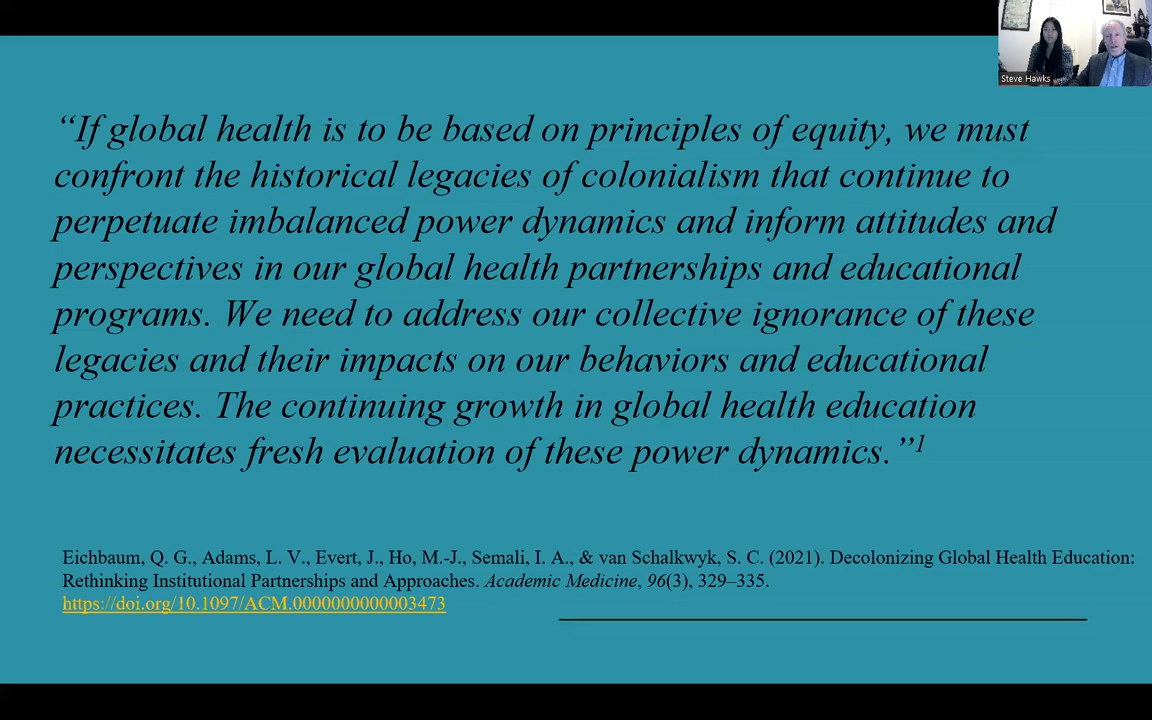 Steve Hawks
“If global health is to be based on principles of equity, we must
confront the historical legacies of colonialism that continue to
perpetuate imbalanced power dynamics and inform attitudes and
perspectives in our global health partnerships and educational
programs. We need to address our collective ignorance of these
legacies and their impacts on our behaviors and educational
practices. The continuing growth in global health education
necessitates fresh evaluation of these power dynamics.”1
Eichbaum, Q. G., Adams, L. V., Evert, J., Ho, M.-J., Semali, I. A., & van Schalkwyk, S. C. (2021). Decolonizing Global Health Education:
Rethinking Institutional Partnerships and Approaches. Academic Medicine, 96(3), 329–335.
https://doi.org/10.1097/ACM.0000000000003473